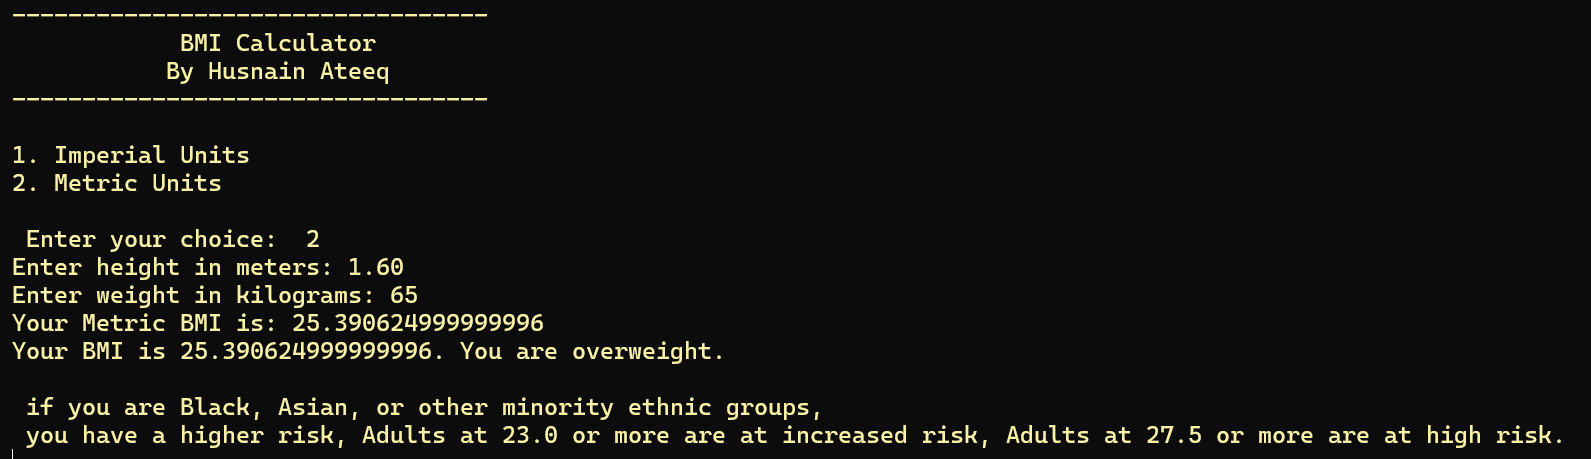 ----------------------------------
BMI Calculator
By Husnain Ateeq
----------------------------------
1. Imperial Units
2. Metric Units
Enter your choice:  2
Enter height in meters: 1.60
Enter weight in kilograms: 65
Your Metric BMI is: 25.390624999999996
Your BMI is 25.390624999999996. You are overweight.
if you are Black, Asian, or other minority ethnic groups,
you have a higher risk, Adults at 23.0 or more are at increased risk, Adults at 27.5 or more are at high risk.